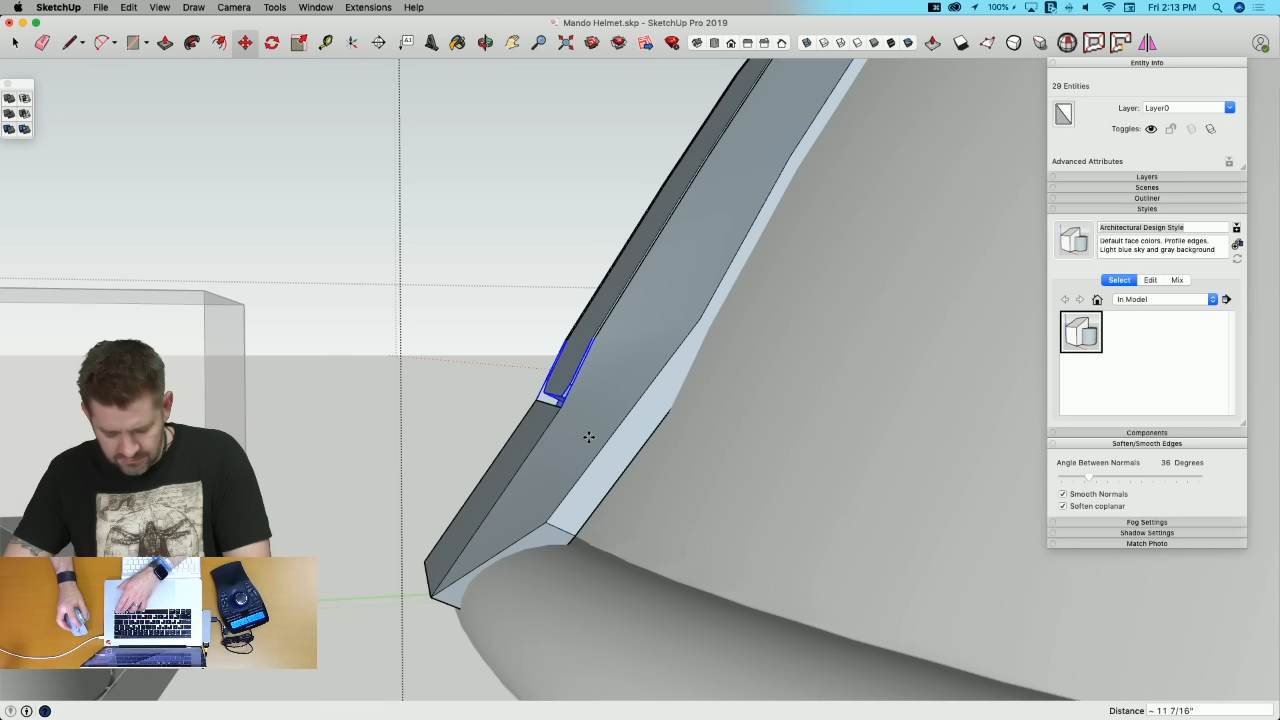 SketchUp File Edit View Draw Camera Tools Window Extensions Help 100% Fri 2:13 PM
Mando Helmet.skp - SketchUp Pro 2019
Entity Info
29 Entities
Layer: Layer0
Toggles:
Advanced Attributes
Layers
Scenes
Outliner
Styles
Architectural Design Style
Default face colors. Profile edges.
Light blue sky and gray background
Select Edit Mix
In Model
Components
Soften/Smooth Edges
Angle Between Normals 36 Degrees
Smooth Normals
Soften coplanar
Fog Settings
Shadow Settings
Match Photo
Distance ~ 11 7/16"